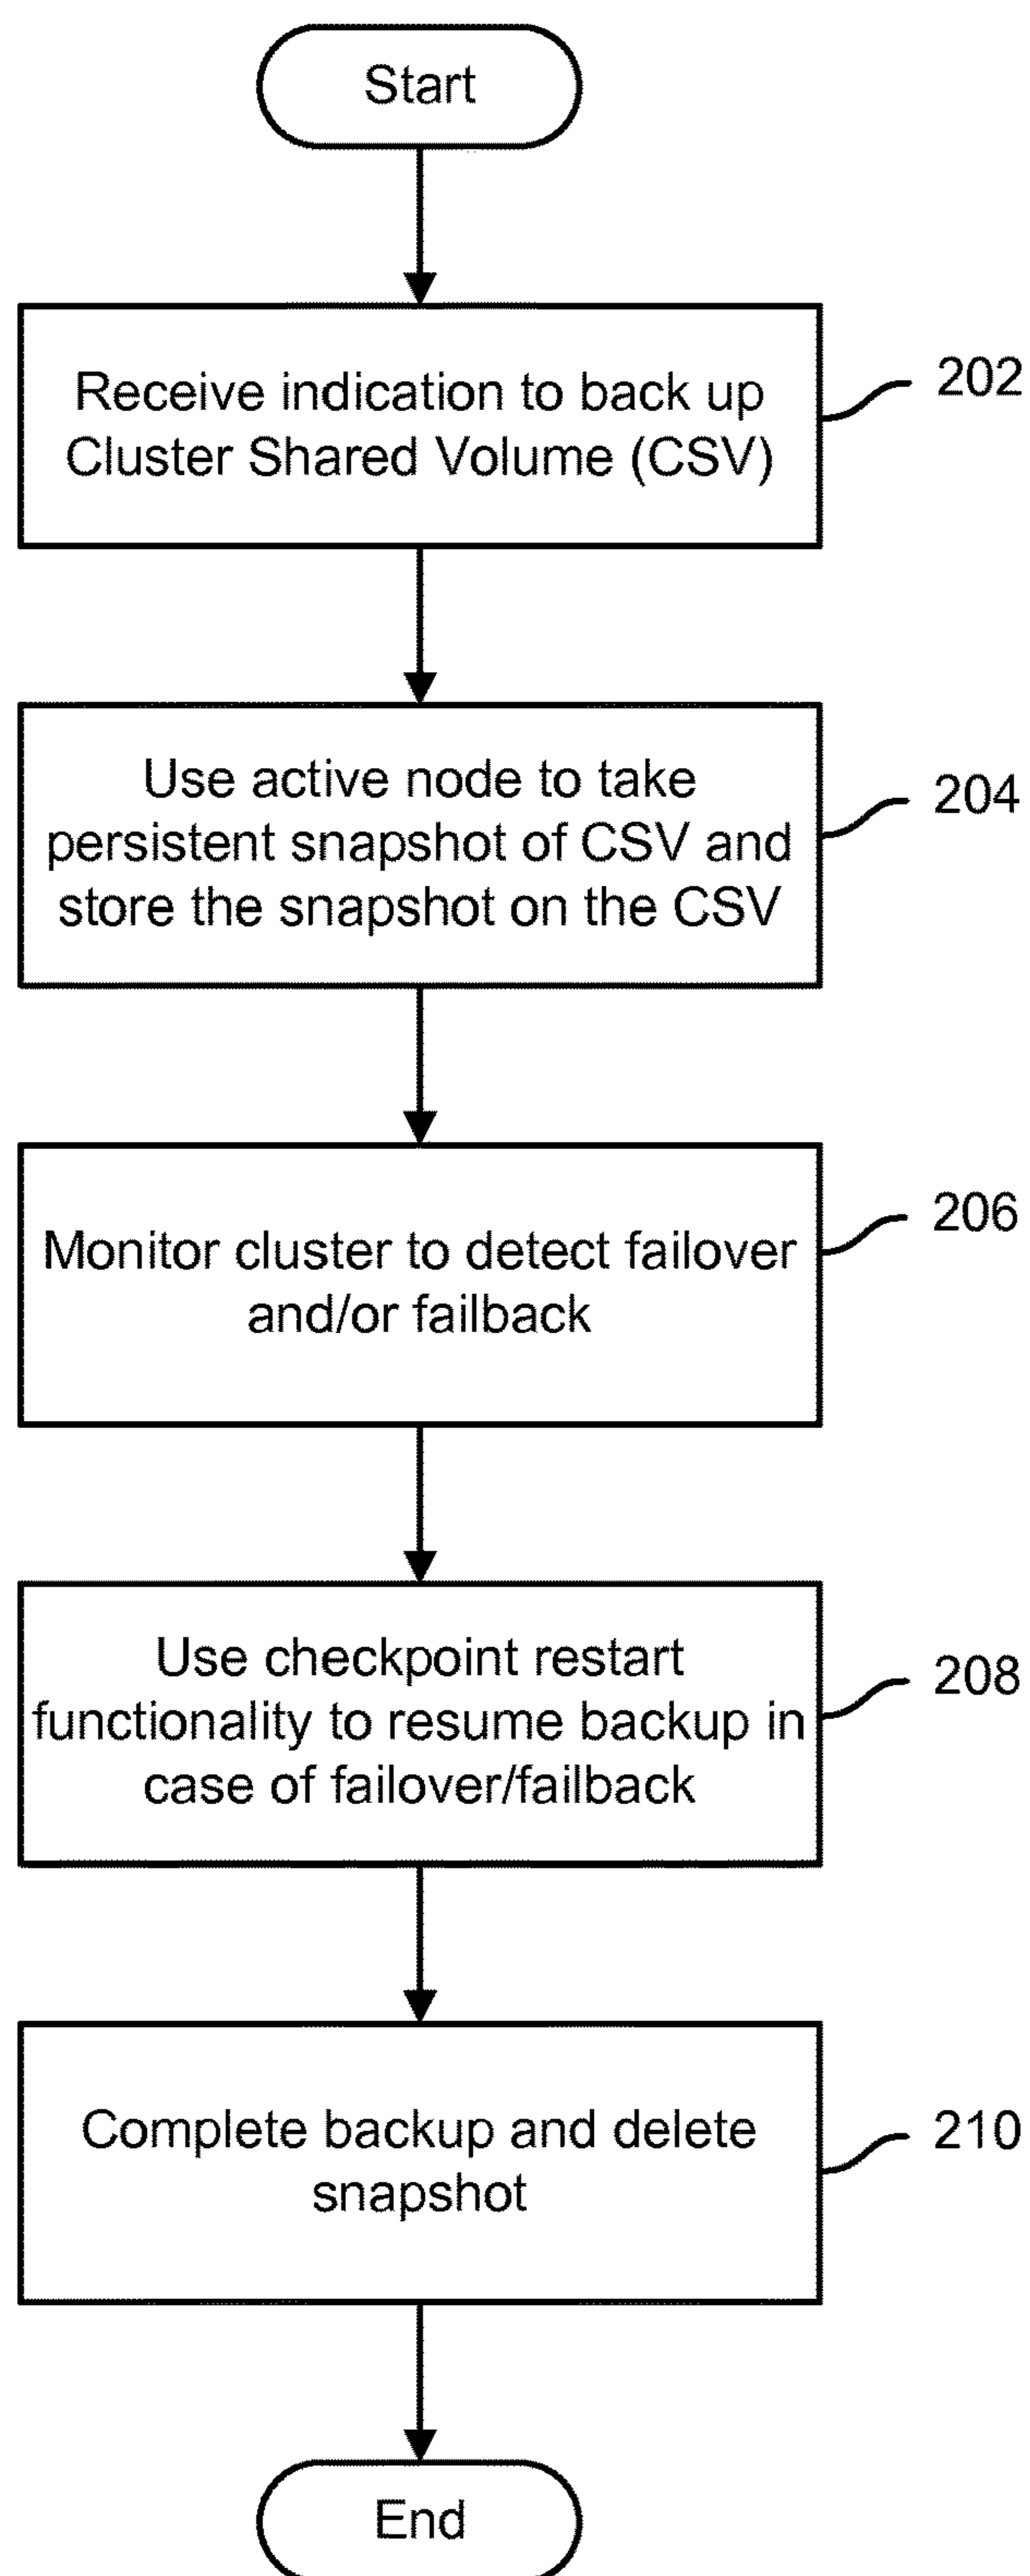 Start
Receive indication to back up
Cluster Shared Volume (CSV)
202
Use active node to take
persistent snapshot of CSV and
store the snapshot on the CSV
204
Monitor cluster to detect failover
and/or failback
206
Use checkpoint restart
functionality to resume backup in
case of failover/failback
208
Complete backup and delete
snapshot
210
End